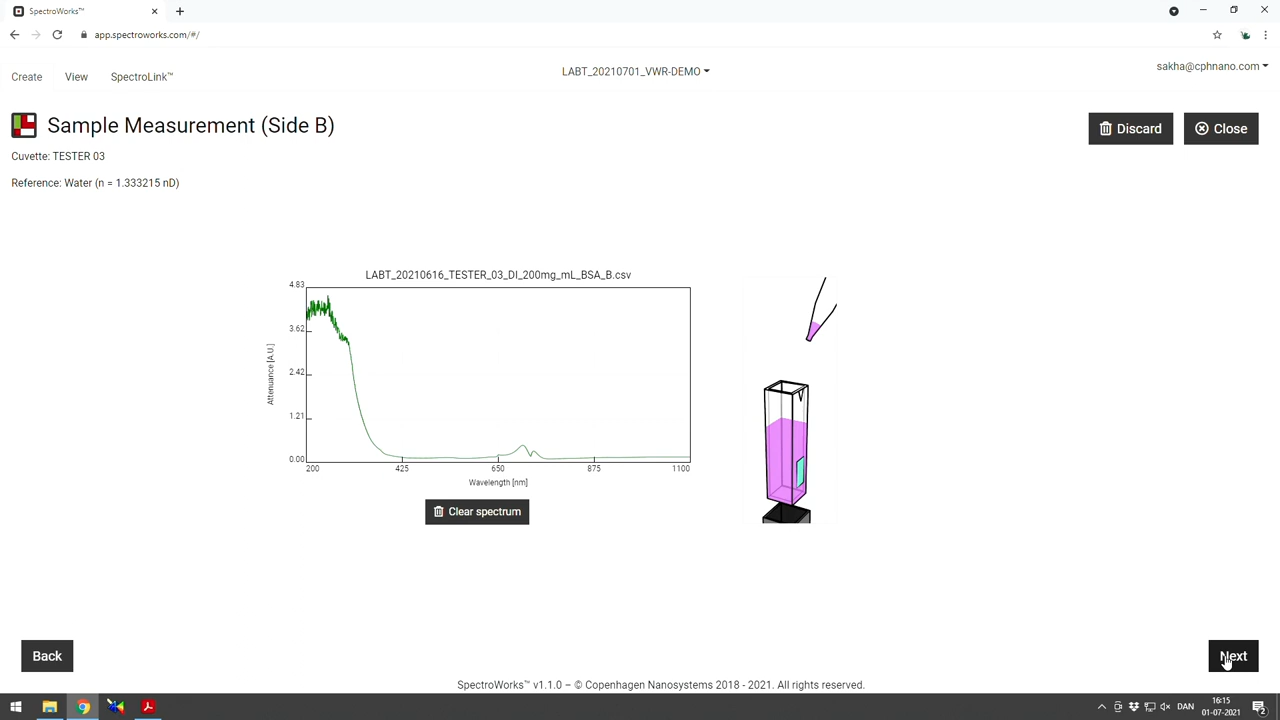 SpectroWorks™
app.spectroworks.com/#/
Create View SpectroLink™
LABT_20210701_VWR-DEMO
sakha@cphnano.com
Sample Measurement (Side B)
Discard
Close
Cuvette: TESTER 03
Reference: Water (n = 1.333215 nD)
LABT_20210616_TESTER_03_DI_200mg_mL_BSA_B.csv
4.83
3.62
2.42
1.21
0.00
Attenuance [A.U.]
200 425 650 875 1100
Wavelength [nm]
Clear spectrum
Back
Next
SpectroWorks™ v1.1.0 – © Copenhagen Nanosystems 2018 - 2021. All rights reserved.
DAN
16:15
01-07-2021
2